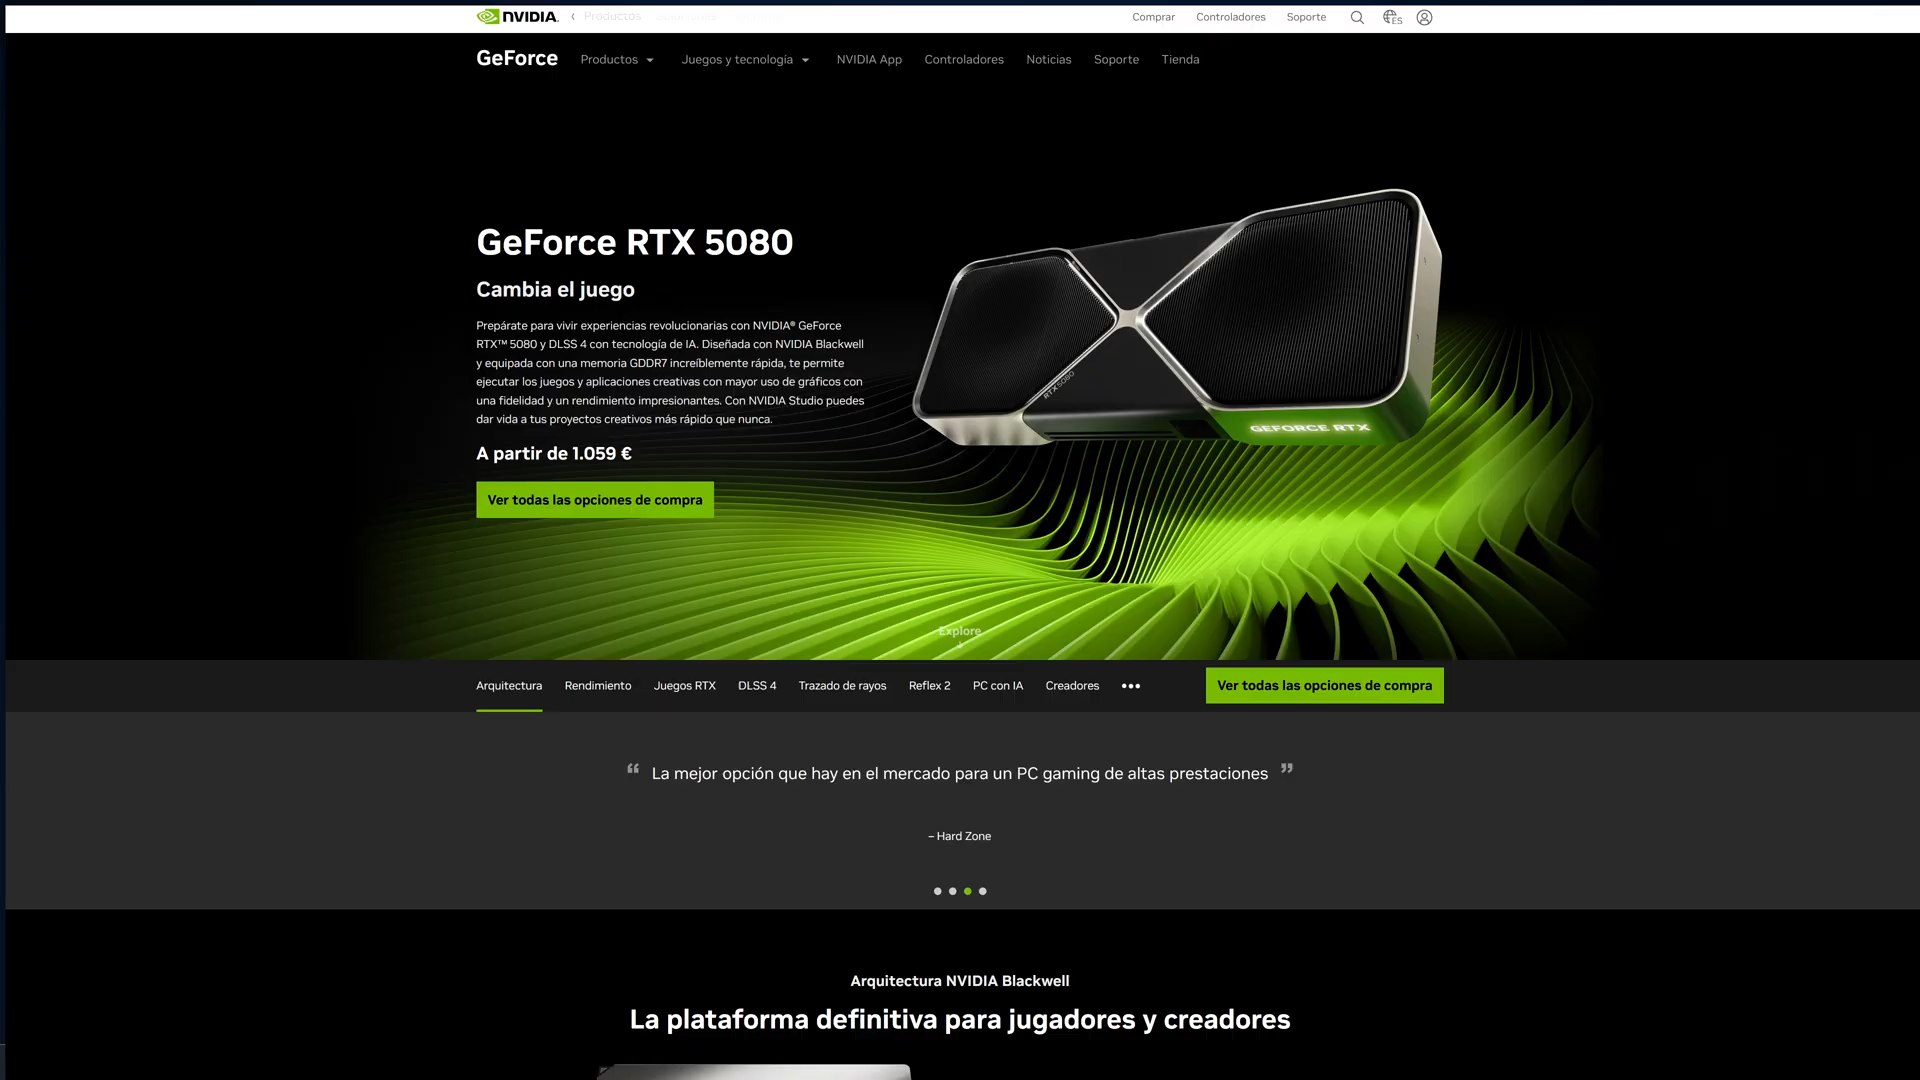 NVIDIA.
Productos
Comprar
Controladores
Soporte
ES
GeForce
Productos
Juegos y tecnología
NVIDIA App
Controladores
Noticias
Soporte
Tienda
GeForce RTX 5080
Cambia el juego
Prepárate para vivir experiencias revolucionarias con NVIDIA® GeForce
RTX™ 5080 y DLSS 4 con tecnología de IA. Diseñada con NVIDIA Blackwell
y equipada con una memoria GDDR7 increíblemente rápida, te permite
ejecutar los juegos y aplicaciones creativas con mayor uso de gráficos con
una fidelidad y un rendimiento impresionantes. Con NVIDIA Studio puedes
dar vida a tus proyectos creativos más rápido que nunca.
A partir de 1.059 €
Ver todas las opciones de compra
RTX 5080
GEFORCE RTX
Explore
Arquitectura
Rendimiento
Juegos RTX
DLSS 4
Trazado de rayos
Reflex 2
PC con IA
Creadores
•••
Ver todas las opciones de compra
“ La mejor opción que hay en el mercado para un PC gaming de altas prestaciones ”
– Hard Zone
Arquitectura NVIDIA Blackwell
La plataforma definitiva para jugadores y creadores